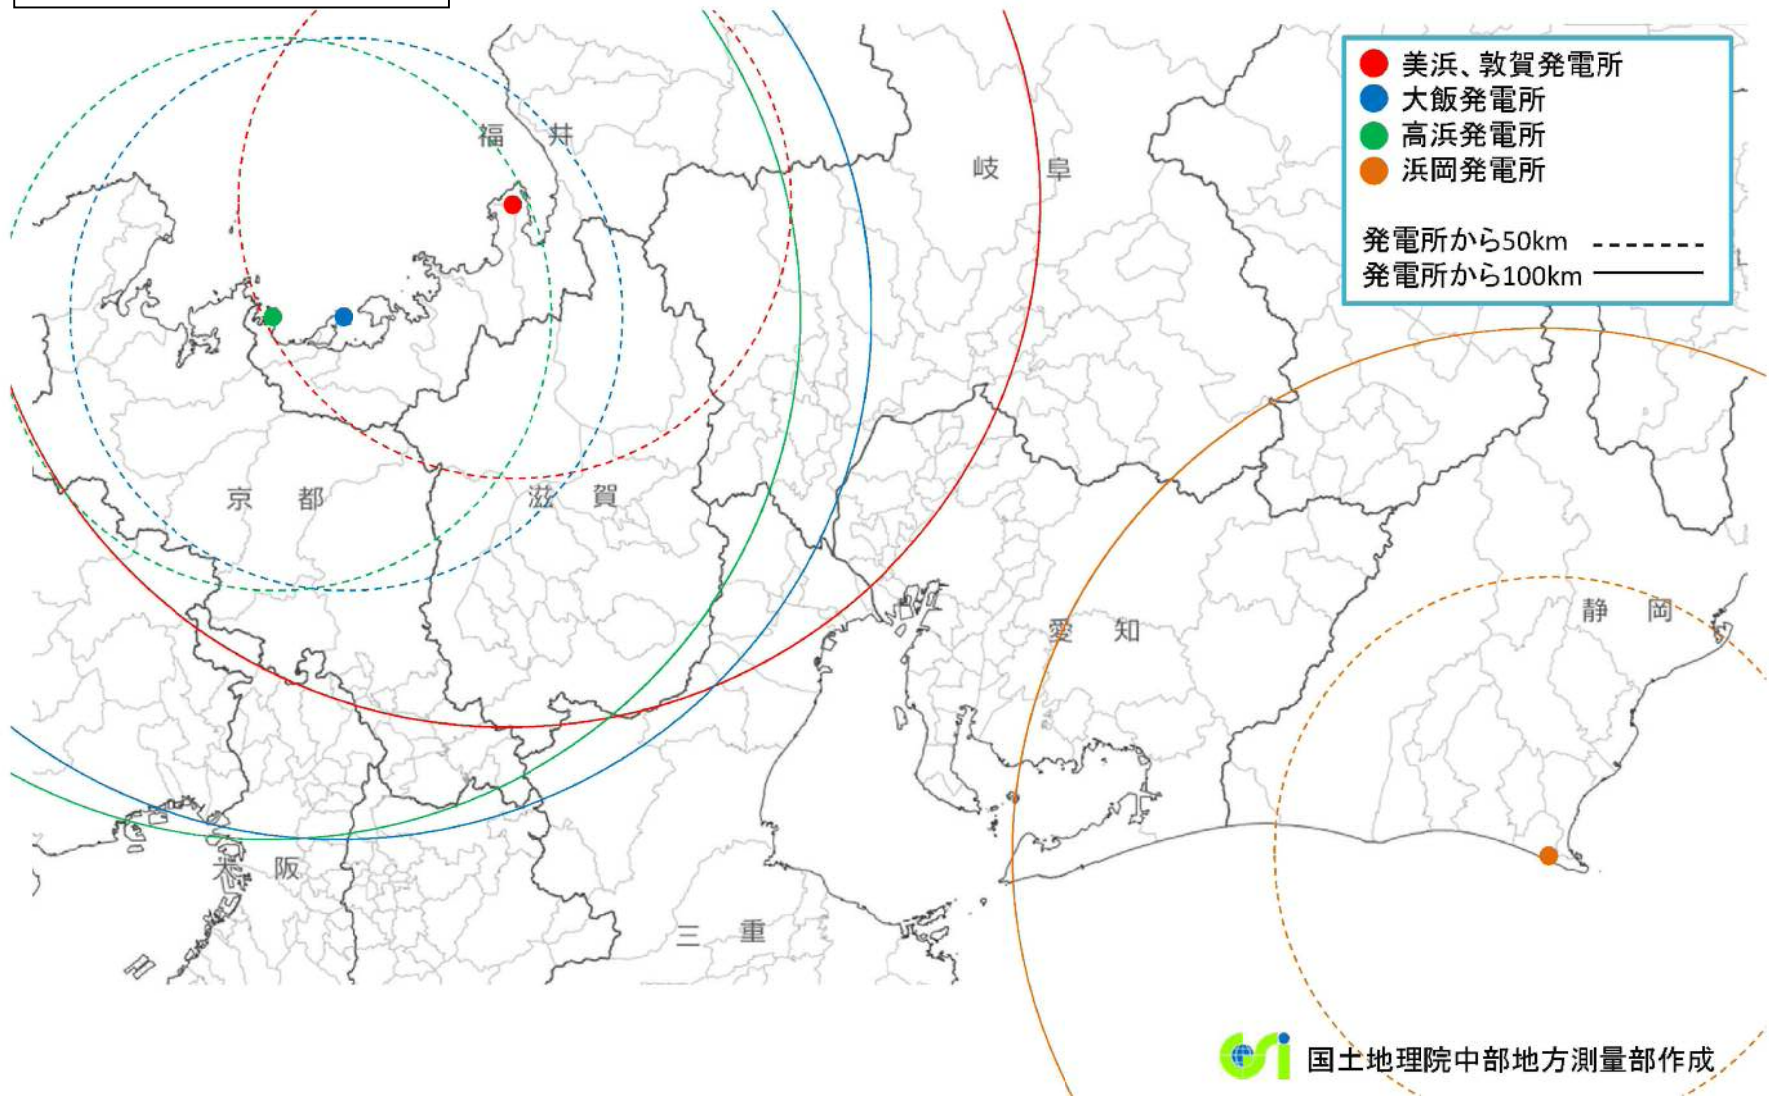 美浜、敦賀発電所
大飯発電所
高浜発電所
浜岡発電所
発電所から50km
発電所から100km
福井
岐阜
京都
滋賀
静岡
愛知
大阪
三重
国土地理院中部地方測量部作成